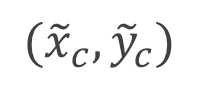 (x̃_C, ỹ_C)